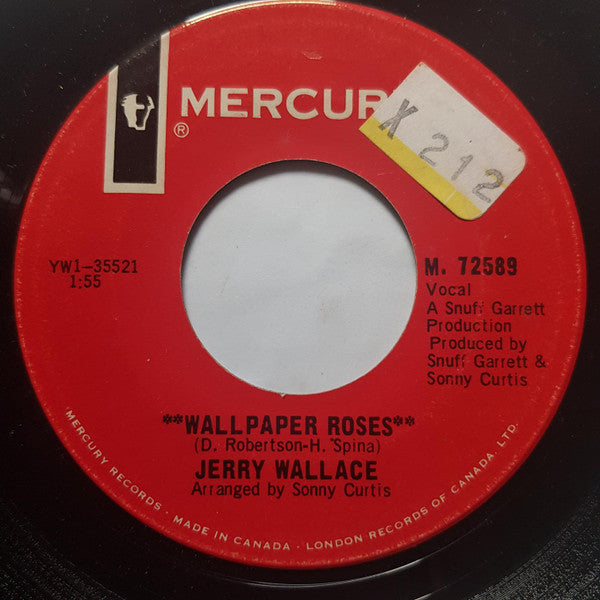 MERCURY
®
X 212
YW1-35521
1:55
M. 72589
Vocal
A Snuff Garrett
Production
Produced by
Snuff Garrett &
Sonny Curtis
**WALLPAPER ROSES**
(D. Robertson-H. Spina)
JERRY WALLACE
Arranged by Sonny Curtis
MERCURY RECORDS · MADE IN CANADA · LONDON RECORDS OF CANADA, LTD.